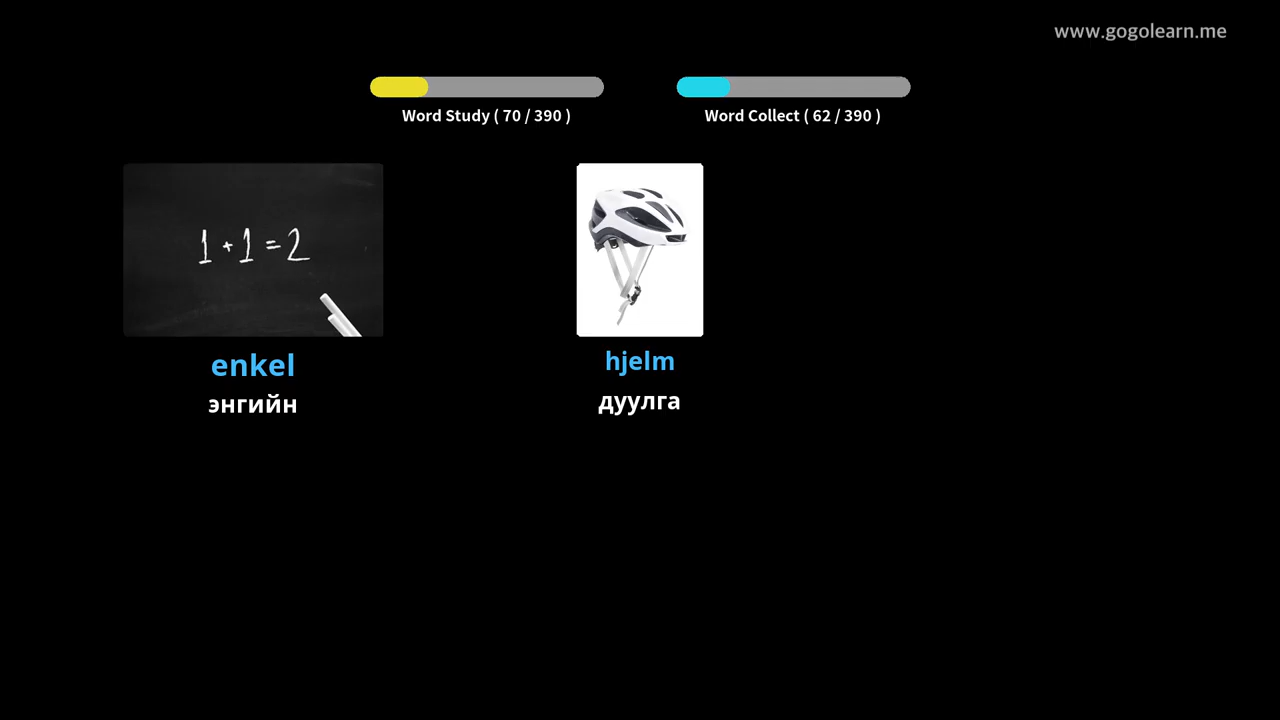 www.gogolearn.me
Word Study ( 70 / 390 )
Word Collect ( 62 / 390 )
1 + 1 = 2
enkel
энгийн
hjelm
дуулга